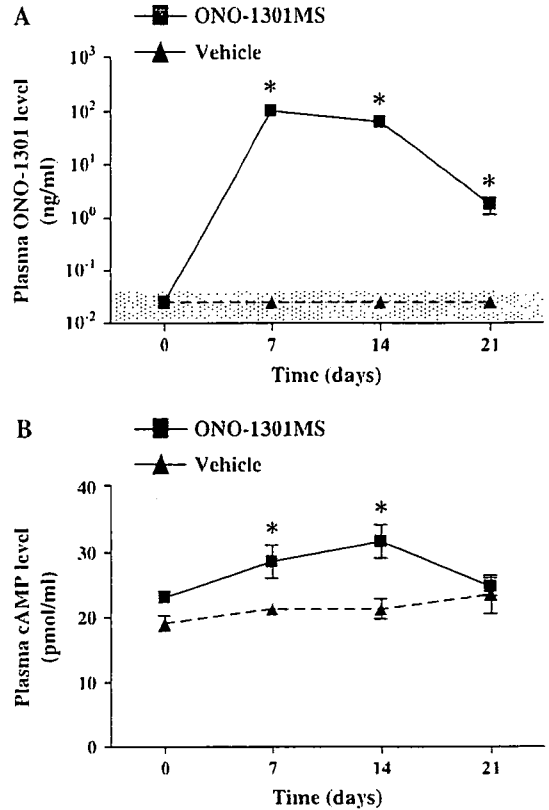 A
ONO-1301MS
Vehicle
Plasma ONO-1301 level
(ng/ml)
10³
10²
10¹
10⁰
10⁻¹
10⁻²
*
*
*
0 7 14 21
Time (days)
B
ONO-1301MS
Vehicle
Plasma cAMP level
(pmol/ml)
40
30
20
10
0
*
*
0 7 14 21
Time (days)